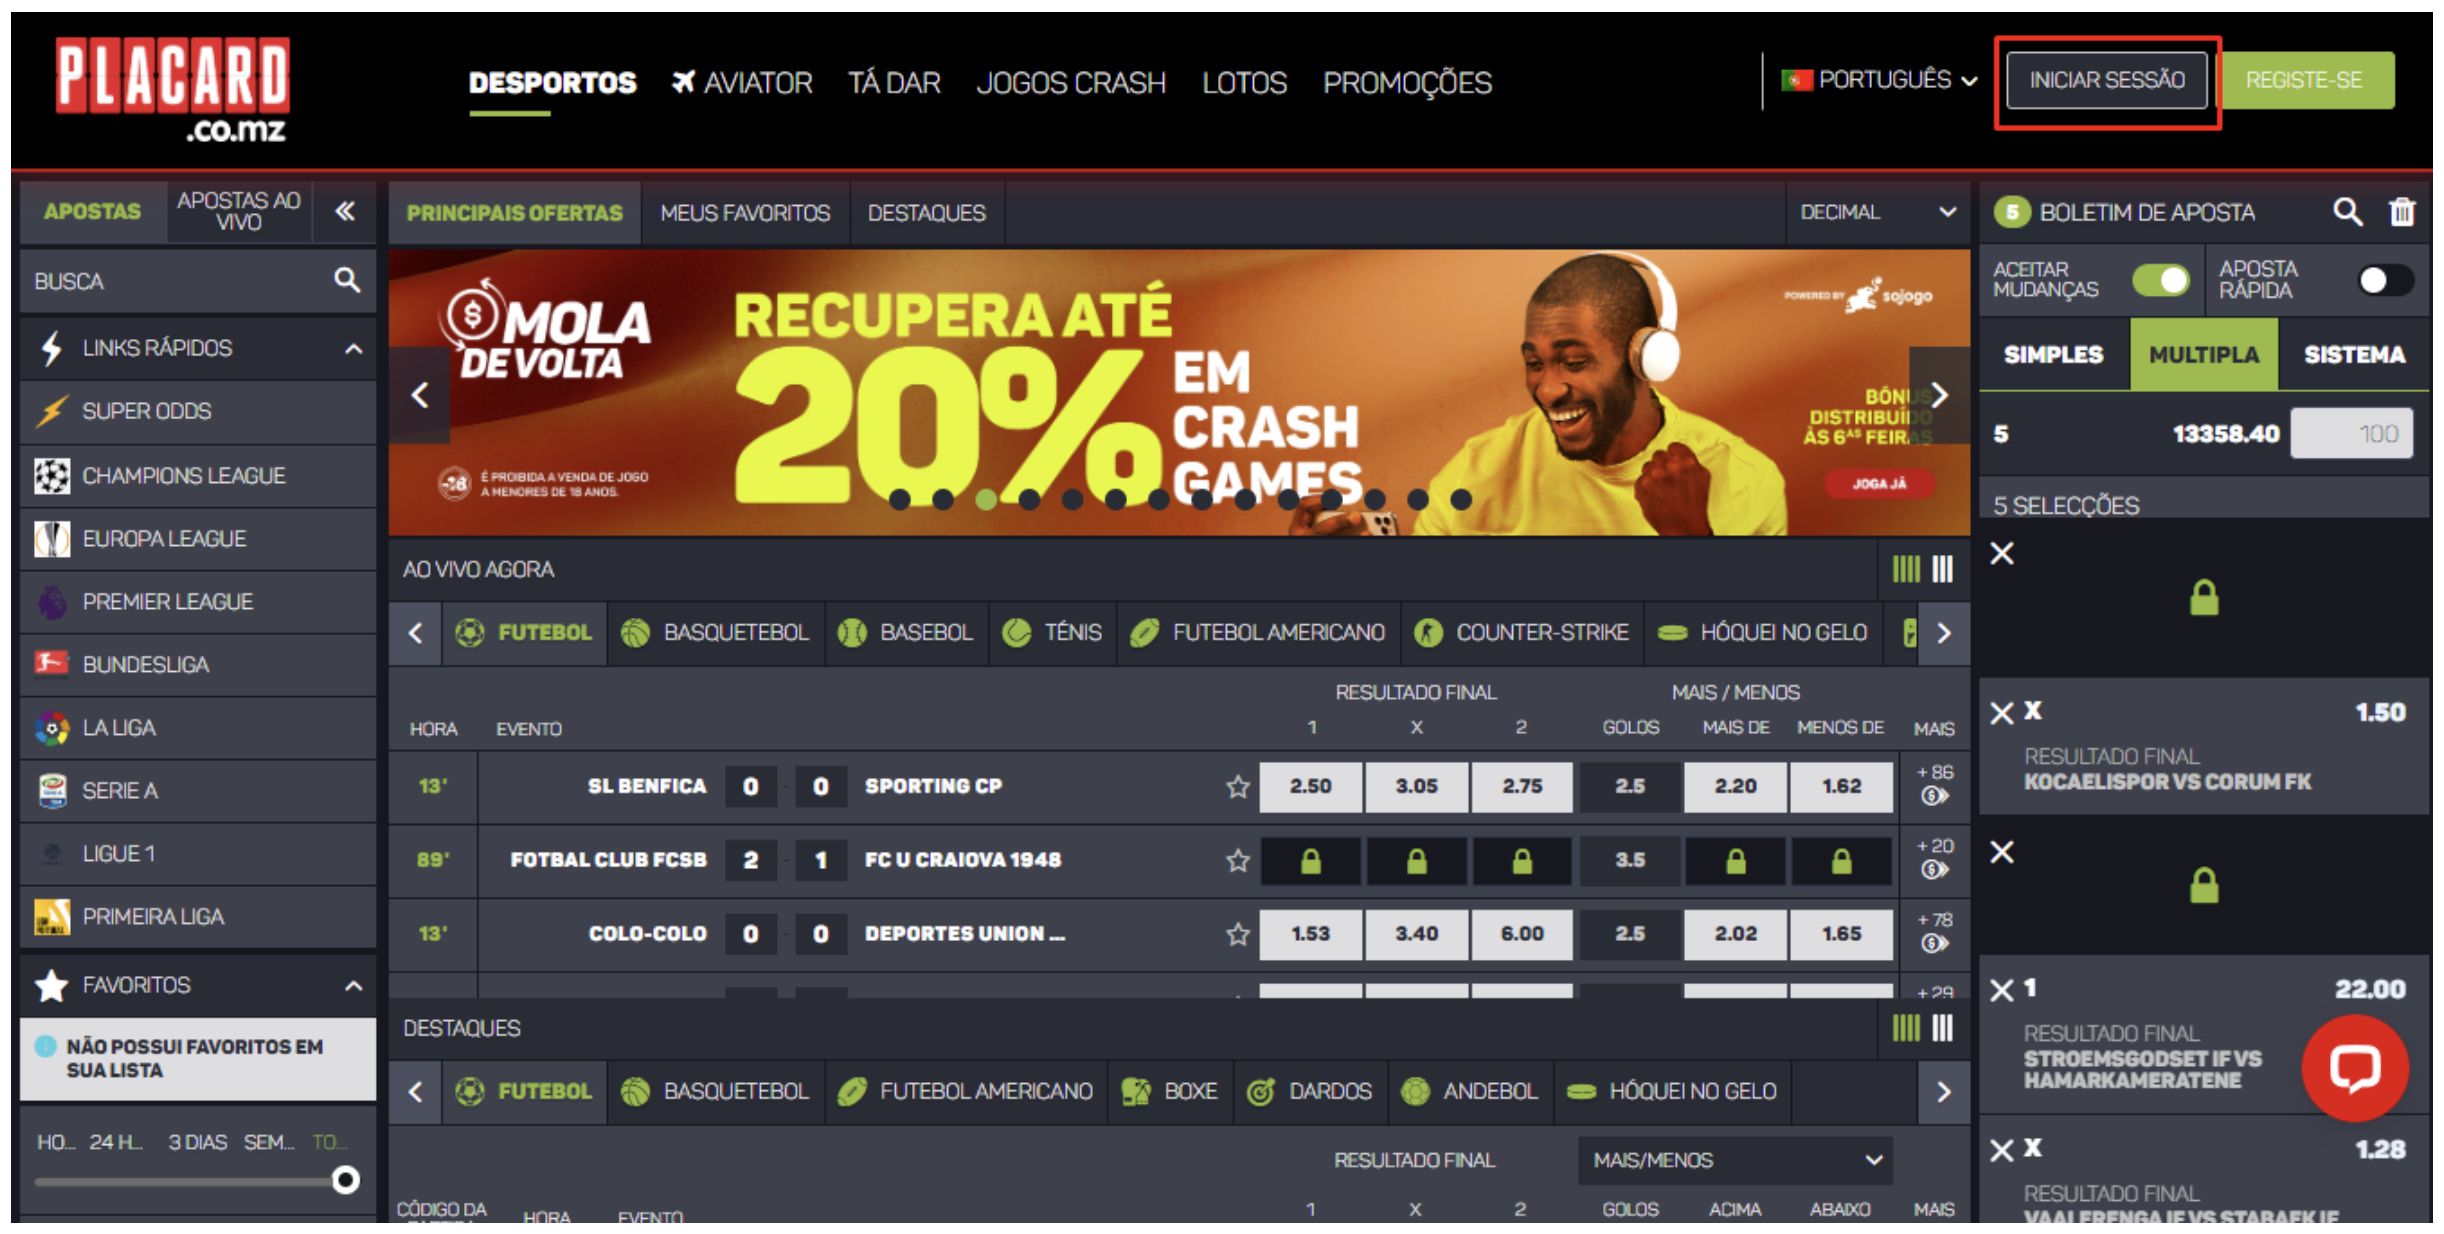 PLACARD
.co.mz
DESPORTOS
AVIATOR
TÁ DAR
JOGOS CRASH
LOTOS
PROMOÇÕES
PORTUGUÊS
INICIAR SESSÃO
REGISTE-SE
APOSTAS
APOSTAS AO
VIVO
PRINCIPAIS OFERTAS
MEUS FAVORITOS
DESTAQUES
DECIMAL
5 BOLETIM DE APOSTA
BUSCA
LINKS RÁPIDOS
SUPER ODDS
CHAMPIONS LEAGUE
EUROPA LEAGUE
PREMIER LEAGUE
BUNDESLIGA
LA LIGA
SERIE A
LIGUE 1
PRIMEIRA LIGA
FAVORITOS
NÃO POSSUI FAVORITOS EM
SUA LISTA
HO... 24 H... 3 DIAS SEM... TO...
MOLA
DE VOLTA
RECUPERA ATÉ
20%
EM
CRASH
GAMES
-18
É PROIBIDA A VENDA DE JOGO
A MENORES DE 18 ANOS.
POWERED BY sojogo
BÓNUS
DISTRIBUÍDO
ÀS 6AS FEIRAS
JOGA JÁ
AO VIVO AGORA
FUTEBOL
BASQUETEBOL
BASEBOL
TÉNIS
FUTEBOL AMERICANO
COUNTER-STRIKE
HÓQUEI NO GELO
RESULTADO FINAL MAIS / MENOS
HORA EVENTO 1 X 2 GOLOS MAIS DE MENOS DE MAIS
13' SL BENFICA 0 - 0 SPORTING CP 2.50 3.05 2.75 2.5 2.20 1.62 +86
89' FOTBAL CLUB FCSB 2 - 1 FC U CRAIOVA 1948 3.5 +20
13' COLO-COLO 0 - 0 DEPORTES UNION ... 1.53 3.40 6.00 2.5 2.02 1.65 +78
+29
DESTAQUES
FUTEBOL
BASQUETEBOL
FUTEBOL AMERICANO
BOXE
DARDOS
ANDEBOL
HÓQUEI NO GELO
RESULTADO FINAL MAIS/MENOS
CÓDIGO DA
HORA EVENTO 1 X 2 GOLOS ACIMA ABAIXO MAIS
ACEITAR
MUDANÇAS
APOSTA
RÁPIDA
SIMPLES
MULTIPLA
SISTEMA
5 13358.40 100
5 SELECÇÕES
X 1.50
RESULTADO FINAL
KOCAELISPOR VS CORUM FK
1 22.00
RESULTADO FINAL
STROEMSGODSET IF VS
HAMARKAMERATENE
X 1.28
RESULTADO FINAL
VAALERENGA IF VS STABAEK IF